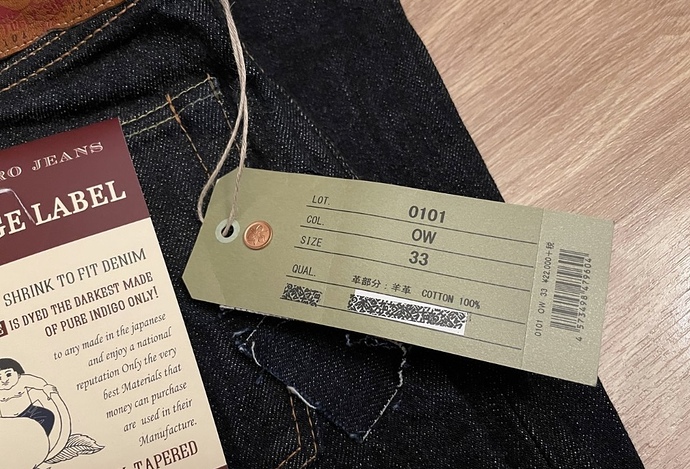 RO JEANS
GE LABEL
SHRINK TO FIT DENIM
IS DYED THE DARKEST MADE
OF PURE INDIGO ONLY!
to any made in the japanese
and enjoy a national
reputation Only the very
best Materials that
money can purchase
are used in their
Manufacture.
TAPERED
LOT. 0101
COL. OW
SIZE 33
QUAL. 革部分:羊革 COTTON 100%
0101 OW 33 ¥22,000+税
4573498479604